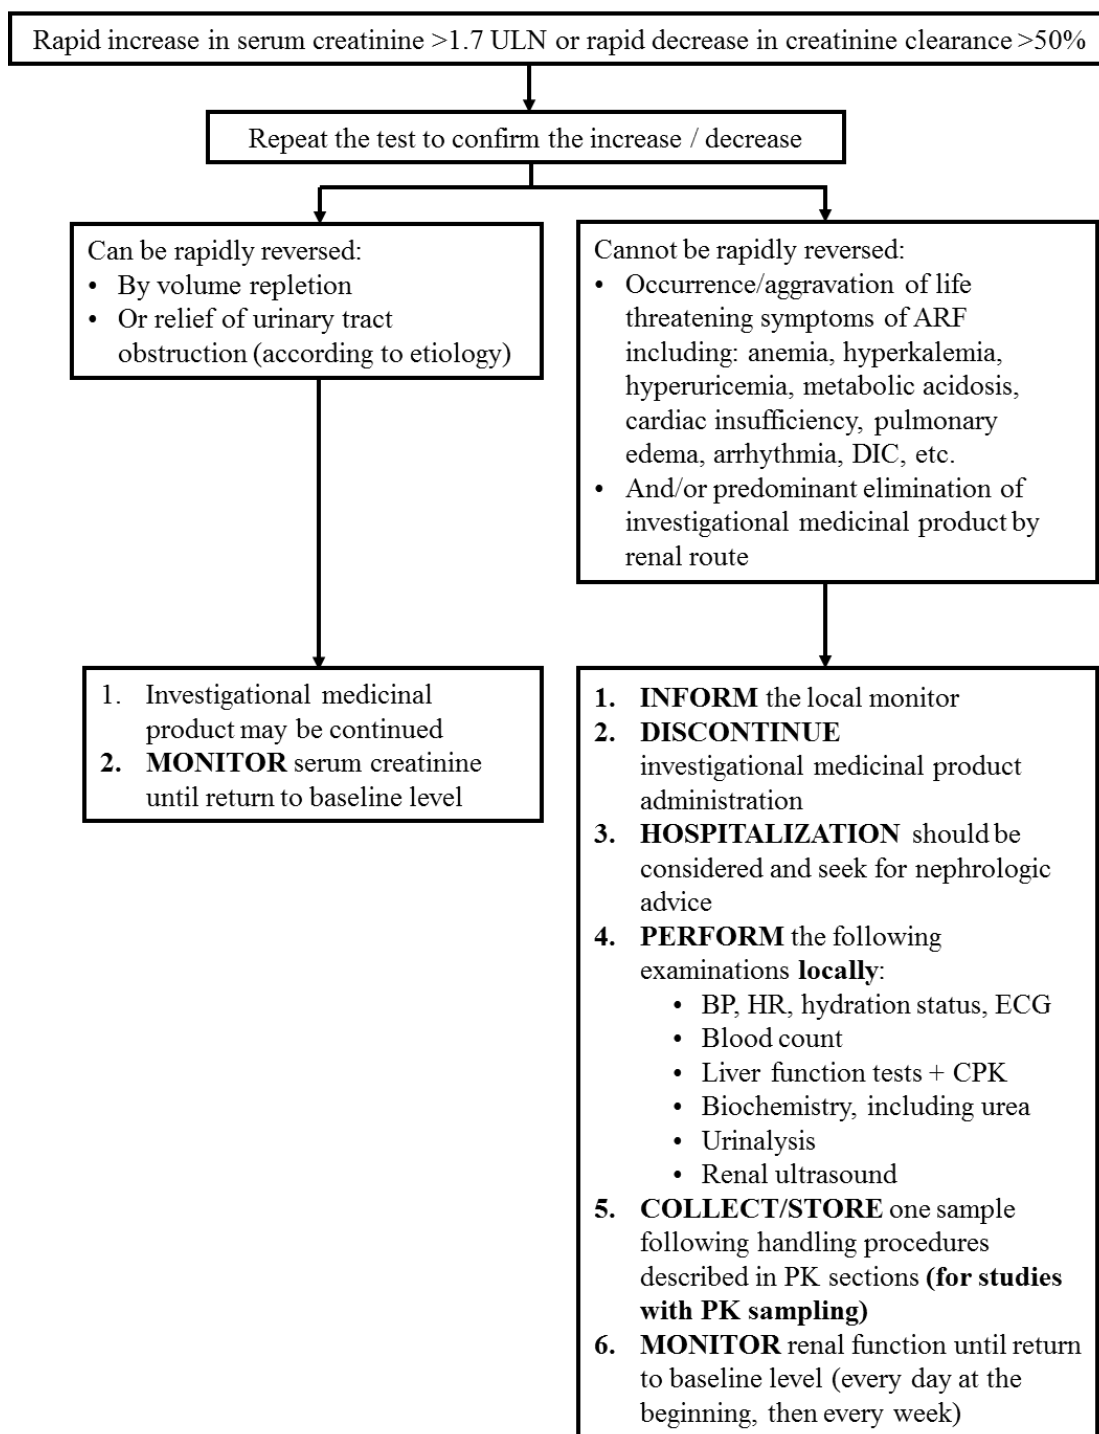 Rapid increase in serum creatinine >1.7 ULN or rapid decrease in creatinine clearance >50%
Repeat the test to confirm the increase / decrease
Can be rapidly reversed:
• By volume repletion
• Or relief of urinary tract
obstruction (according to etiology)
Cannot be rapidly reversed:
• Occurrence/aggravation of life
threatening symptoms of ARF
including: anemia, hyperkalemia,
hyperuricemia, metabolic acidosis,
cardiac insufficiency, pulmonary
edema, arrhythmia, DIC, etc.
• And/or predominant elimination of
investigational medicinal product by
renal route
1. Investigational medicinal
product may be continued
2. MONITOR serum creatinine
until return to baseline level
1. INFORM the local monitor
2. DISCONTINUE
investigational medicinal product
administration
3. HOSPITALIZATION should be
considered and seek for nephrologic
advice
4. PERFORM the following
examinations locally:
• BP, HR, hydration status, ECG
• Blood count
• Liver function tests + CPK
• Biochemistry, including urea
• Urinalysis
• Renal ultrasound
5. COLLECT/STORE one sample
following handling procedures
described in PK sections (for studies
with PK sampling)
6. MONITOR renal function until return
to baseline level (every day at the
beginning, then every week)